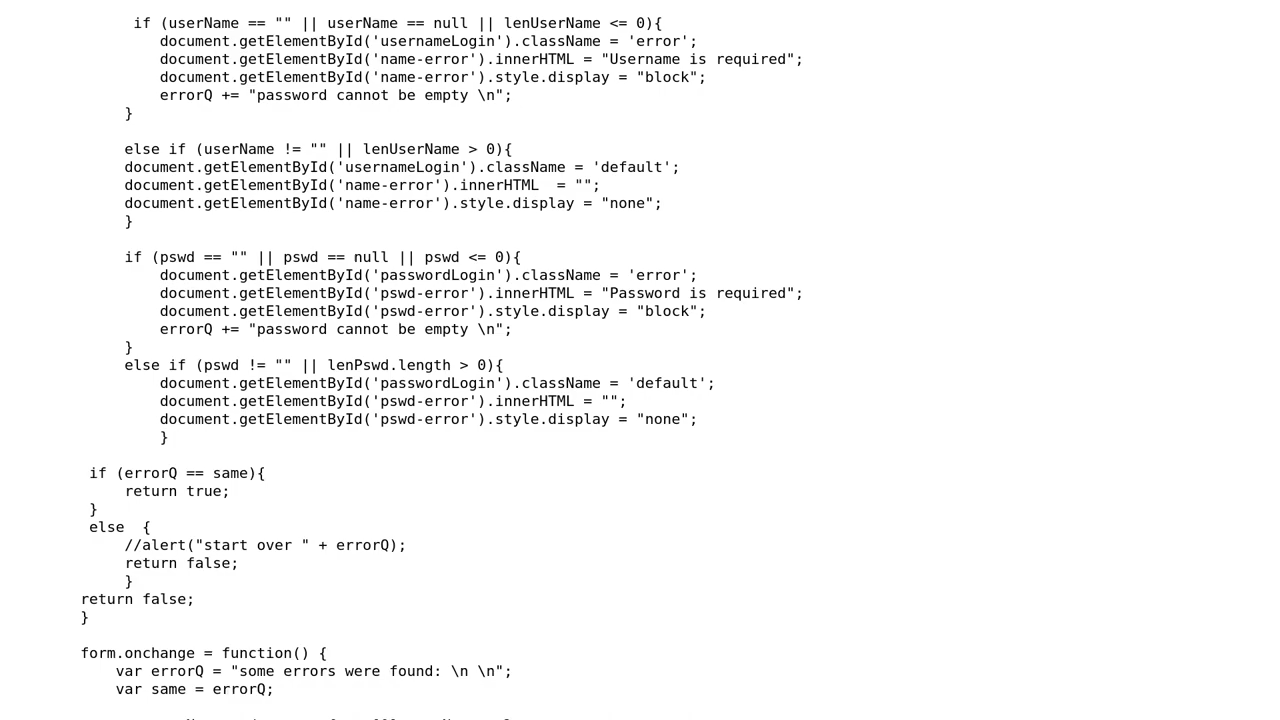 if (userName == "" || userName == null || lenUserName <= 0){
document.getElementById('usernameLogin').className = 'error';
document.getElementById('name-error').innerHTML = "Username is required";
document.getElementById('name-error').style.display = "block";
errorQ += "password cannot be empty \n";
}
else if (userName != "" || lenUserName > 0){
document.getElementById('usernameLogin').className = 'default';
document.getElementById('name-error').innerHTML  = "";
document.getElementById('name-error').style.display = "none";
}
if (pswd == "" || pswd == null || pswd <= 0){
document.getElementById('passwordLogin').className = 'error';
document.getElementById('pswd-error').innerHTML = "Password is required";
document.getElementById('pswd-error').style.display = "block";
errorQ += "password cannot be empty \n";
}
else if (pswd != "" || lenPswd.length > 0){
document.getElementById('passwordLogin').className = 'default';
document.getElementById('pswd-error').innerHTML = "";
document.getElementById('pswd-error').style.display = "none";
}
if (errorQ == same){
return true;
}
else  {
//alert("start over " + errorQ);
return false;
}
return false;
}
form.onchange = function() {
var errorQ = "some errors were found: \n \n";
var same = errorQ;